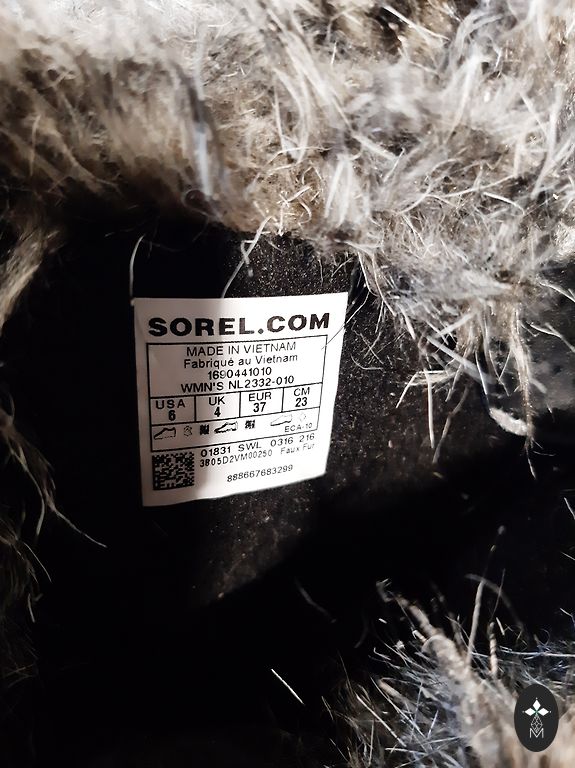 SOREL.COM
MADE IN VIETNAM
Fabriqué au Vietnam
1690441010
WMN'S NL2332-010
USA UK EUR CM
6 4 37 23
ECA-10
01831 SWL 0316 216
3805D2VM00250 Faux Fur
888667683299
M